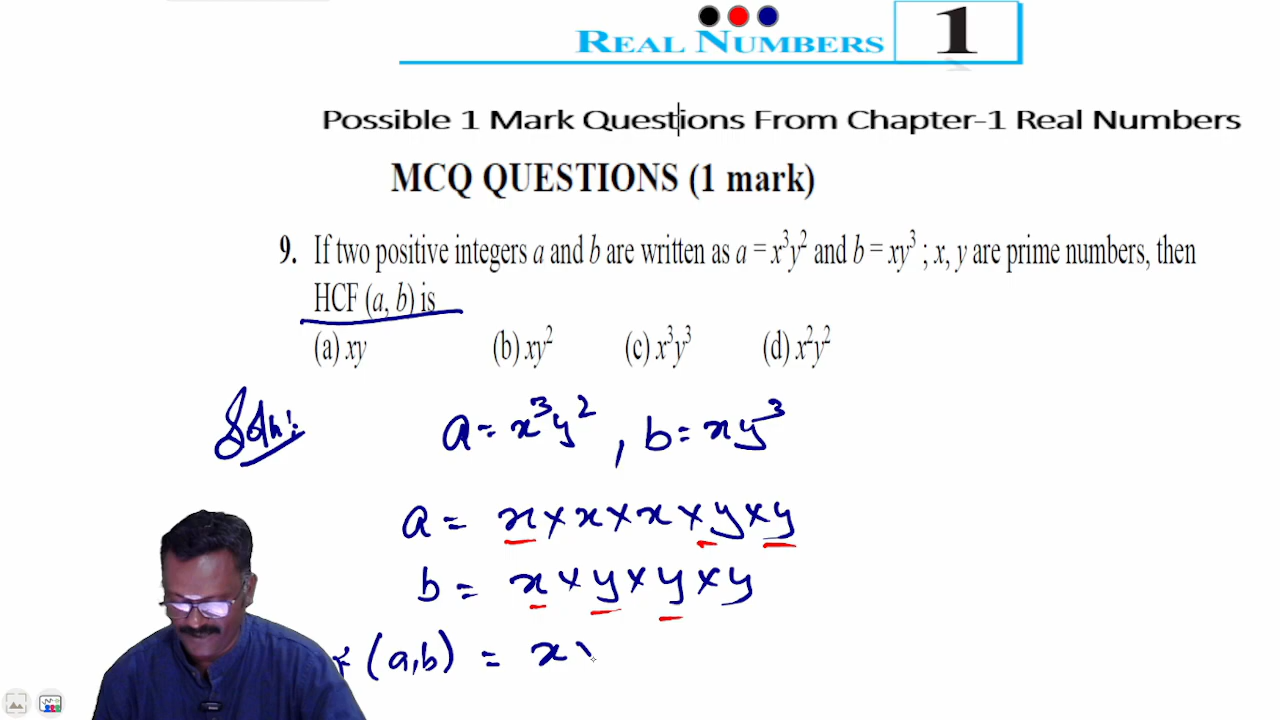 REAL NUMBERS 1
Possible 1 Mark Questions From Chapter-1 Real Numbers
MCQ QUESTIONS (1 mark)
9. If two positive integers a and b are written as a = x³y² and b = xy³ ; x, y are prime numbers, then
HCF (a, b) is
(a) xy (b) xy² (c) x³y³ (d) x²y²
Soln:
a = x³y² , b = xy³
a = x × x × x × y × y
b = x × y × y × y
(a,b) = x